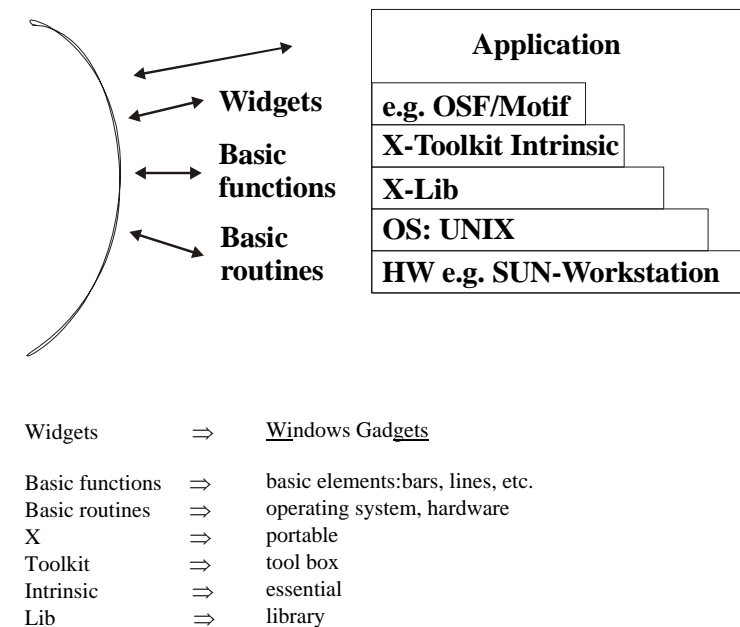 Application
Widgets
e.g. OSF/Motif
X-Toolkit Intrinsic
Basic
functions
X-Lib
OS: UNIX
Basic
routines
HW e.g. SUN-Workstation
Widgets ⇒ Windows Gadgets
Basic functions ⇒ basic elements:bars, lines, etc.
Basic routines ⇒ operating system, hardware
X ⇒ portable
Toolkit ⇒ tool box
Intrinsic ⇒ essential
Lib ⇒ library